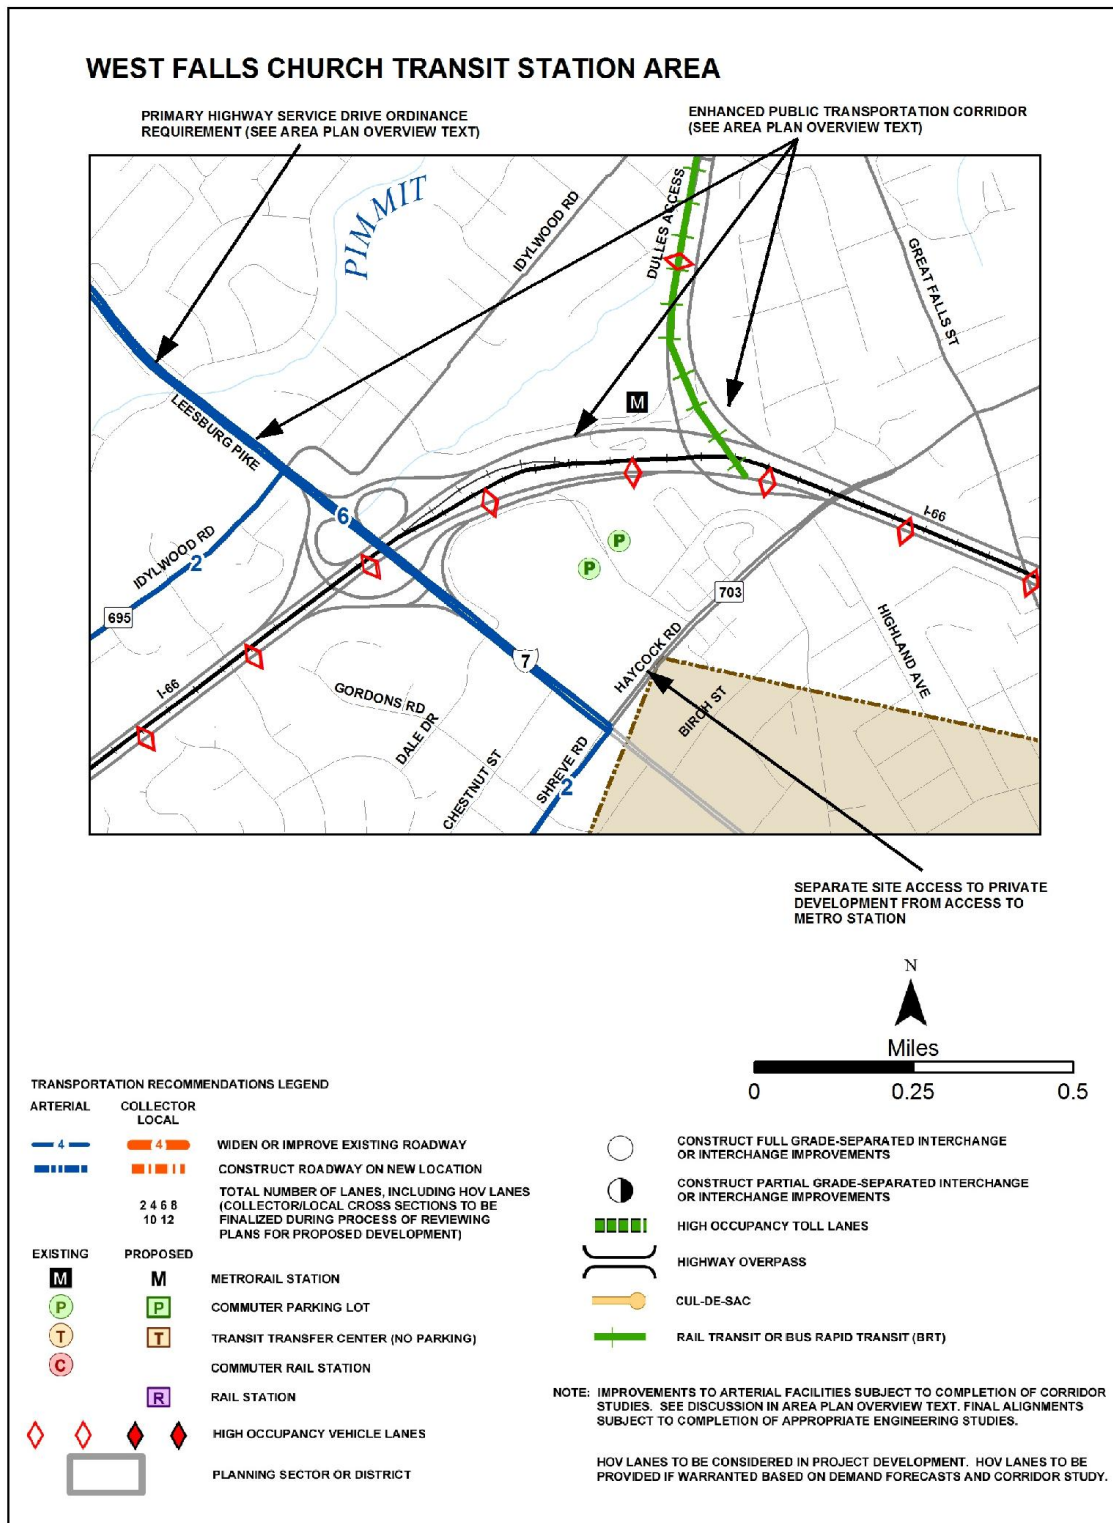 WEST FALLS CHURCH TRANSIT STATION AREA
PRIMARY HIGHWAY SERVICE DRIVE ORDINANCE
REQUIREMENT (SEE AREA PLAN OVERVIEW TEXT)
ENHANCED PUBLIC TRANSPORTATION CORRIDOR
(SEE AREA PLAN OVERVIEW TEXT)
PIMMIT
IDYLWOOD RD
DULLES ACCESS
GREAT FALLS ST
M
LEESBURG PIKE
6
I-66
IDYLWOOD RD
2
P
P
695
703
HIGHLAND AVE
HAYCOCK RD
7
I-66
GORDONS RD
DALE DR
BIRCH ST
CHESTNUT ST
SHREVE RD
2
SEPARATE SITE ACCESS TO PRIVATE
DEVELOPMENT FROM ACCESS TO
METRO STATION
N
Miles
0 0.25 0.5
TRANSPORTATION RECOMMENDATIONS LEGEND
ARTERIAL COLLECTOR
LOCAL
4 4 WIDEN OR IMPROVE EXISTING ROADWAY
CONSTRUCT ROADWAY ON NEW LOCATION
TOTAL NUMBER OF LANES, INCLUDING HOV LANES
2 4 6 8 (COLLECTOR/LOCAL CROSS SECTIONS TO BE
10 12 FINALIZED DURING PROCESS OF REVIEWING
PLANS FOR PROPOSED DEVELOPMENT)
EXISTING PROPOSED
M M METRORAIL STATION
P P COMMUTER PARKING LOT
T T TRANSIT TRANSFER CENTER (NO PARKING)
C COMMUTER RAIL STATION
R RAIL STATION
HIGH OCCUPANCY VEHICLE LANES
PLANNING SECTOR OR DISTRICT
CONSTRUCT FULL GRADE-SEPARATED INTERCHANGE
OR INTERCHANGE IMPROVEMENTS
CONSTRUCT PARTIAL GRADE-SEPARATED INTERCHANGE
OR INTERCHANGE IMPROVEMENTS
HIGH OCCUPANCY TOLL LANES
HIGHWAY OVERPASS
CUL-DE-SAC
RAIL TRANSIT OR BUS RAPID TRANSIT (BRT)
NOTE: IMPROVEMENTS TO ARTERIAL FACILITIES SUBJECT TO COMPLETION OF CORRIDOR
STUDIES. SEE DISCUSSION IN AREA PLAN OVERVIEW TEXT. FINAL ALIGNMENTS
SUBJECT TO COMPLETION OF APPROPRIATE ENGINEERING STUDIES.
HOV LANES TO BE CONSIDERED IN PROJECT DEVELOPMENT. HOV LANES TO BE
PROVIDED IF WARRANTED BASED ON DEMAND FORECASTS AND CORRIDOR STUDY.